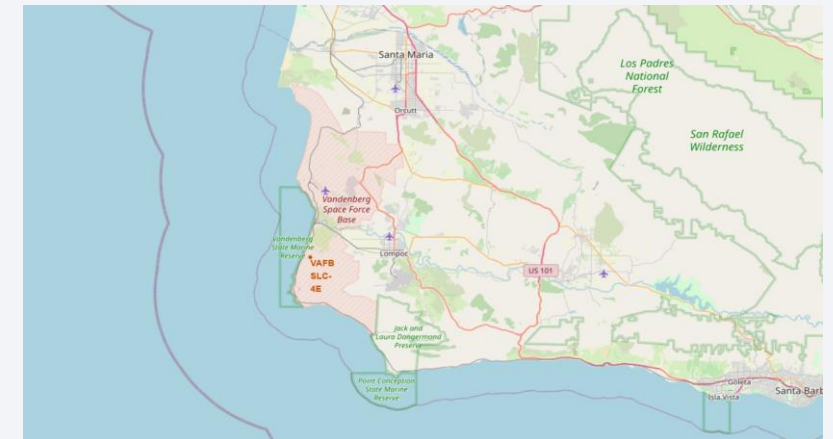 Santa Maria
Orcutt
Los Padres
National
Forest
San Rafael
Wilderness
Vandenberg
Space Force
Base
Vandenberg
State Marine
Reserve
VAFB
SLC-
4E
Lompoc
US 101
Jack and
Laura Dangermond
Preserve
Point Conception
State Marine
Reserve
Goleta
Isla Vista
Santa Barb